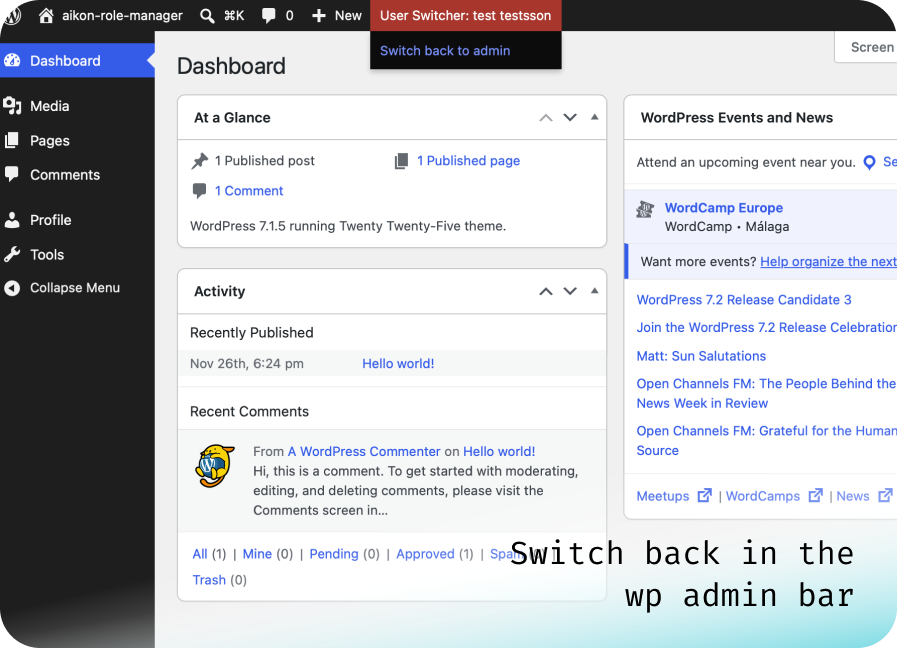 aikon-role-manager ⌘K 0 New User Switcher: test testsson
Switch back to admin
Screen
Dashboard
Media
Pages
Comments
Profile
Tools
Collapse Menu
Dashboard
At a Glance
1 Published post 1 Published page
1 Comment
WordPress 7.1.5 running Twenty Twenty-Five theme.
Activity
Recently Published
Nov 26th, 6:24 pm Hello world!
Recent Comments
From A WordPress Commenter on Hello world!
Hi, this is a comment. To get started with moderating,
editing, and deleting comments, please visit the
Comments screen in...
All (1) | Mine (0) | Pending (0) | Approved (1) | Spam
Trash (0)
WordPress Events and News
Attend an upcoming event near you. Se
WordCamp Europe
WordCamp • Málaga
Want more events? Help organize the next
WordPress 7.2 Release Candidate 3
Join the WordPress 7.2 Release Celebration
Matt: Sun Salutations
Open Channels FM: The People Behind the
News Week in Review
Open Channels FM: Grateful for the Human
Source
Meetups | WordCamps | News
Switch back in the
wp admin bar